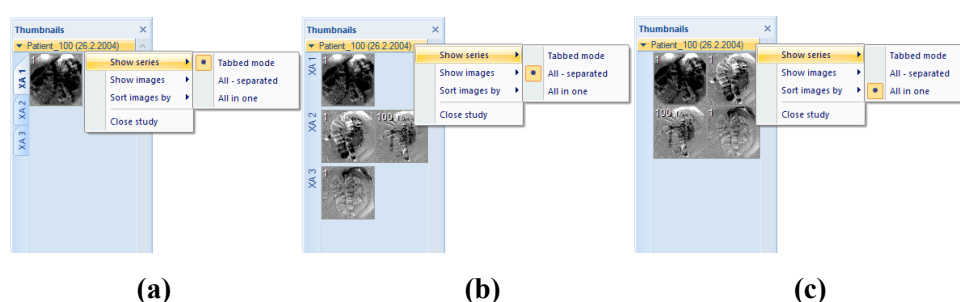 Thumbnails
Patient_100 (26.2.2004)
1
XA 1
XA 2
XA 3
Show series
Show images
Sort images by
Close study
Tabbed mode
All - separated
All in one
(a)
Thumbnails
Patient_100 (26.2.2004)
XA 1
1
XA 2
1
XA 3
1
Show series
Show images
Sort images by
Close study
Tabbed mode
All - separated
All in one
(b)
Thumbnails
Patient_100 (26.2.2004)
1
1
1
Show series
Show images
Sort images by
Close study
Tabbed mode
All - separated
All in one
(c)